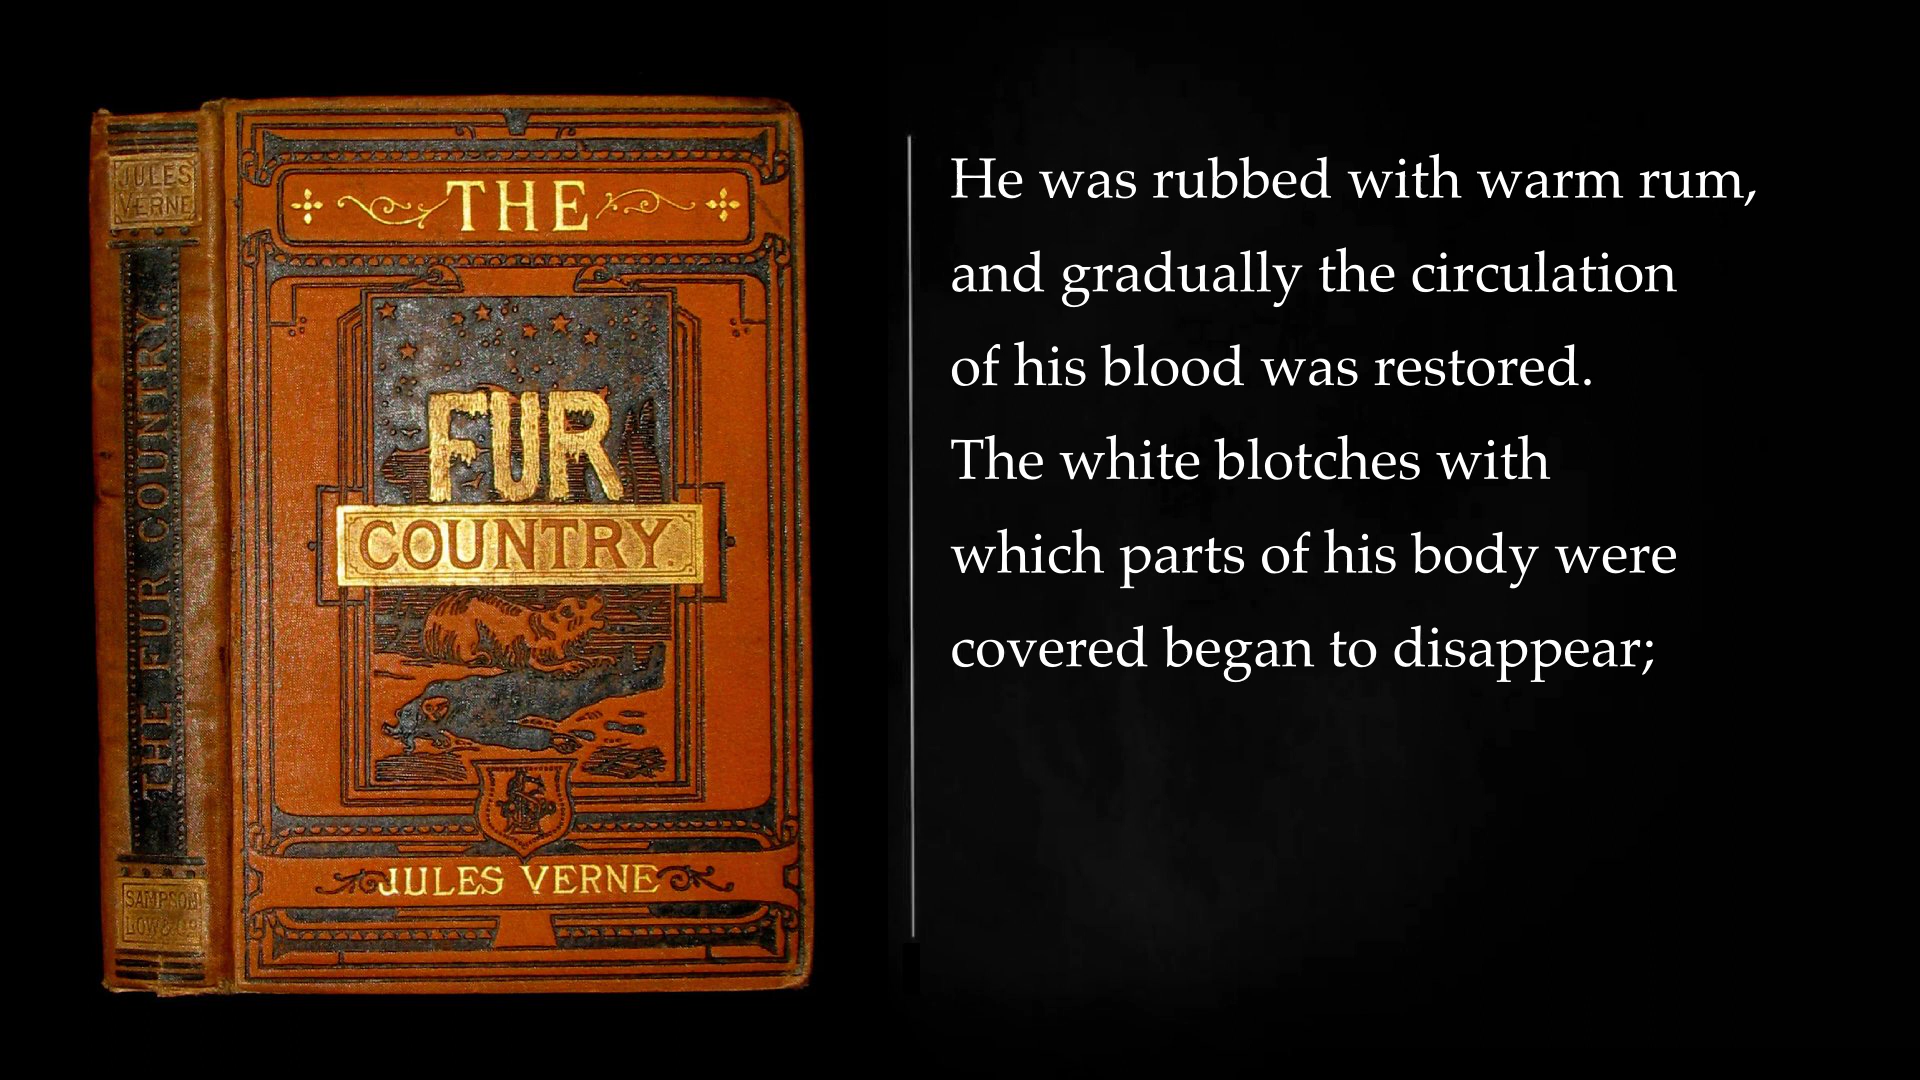 JULES
VERNE
THE FUR COUNTRY.
SAMPSON
LOW & Co
THE
FUR
COUNTRY.
JULES VERNE
He was rubbed with warm rum,
and gradually the circulation
of his blood was restored.
The white blotches with
which parts of his body were
covered began to disappear;